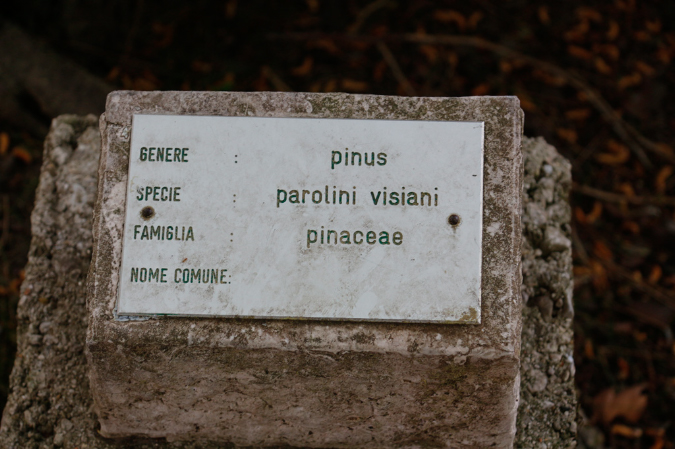 GENERE : pinus
SPECIE : parolini visiani
FAMIGLIA : pinaceae
NOME COMUNE: